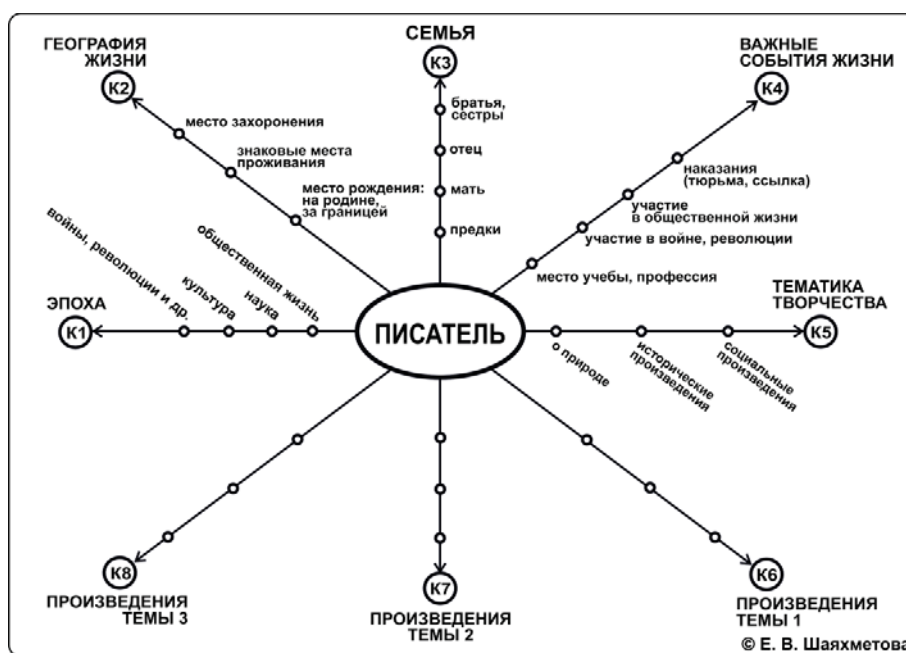 ГЕОГРАФИЯ
ЖИЗНИ
К2
место захоронения
знаковые места
проживания
место рождения:
на родине,
за границей
СЕМЬЯ
К3
братья,
сестры
отец
мать
предки
ВАЖНЫЕ
СОБЫТИЯ ЖИЗНИ
К4
наказания
(тюрьма, ссылка)
участие
в общественной жизни
участие в войне, революции
место учебы, профессия
ЭПОХА
К1
войны, революции и др.
культура
наука
общественная жизнь
ПИСАТЕЛЬ
ТЕМАТИКА
ТВОРЧЕСТВА
К5
о природе
исторические
произведения
социальные
произведения
К8
ПРОИЗВЕДЕНИЯ
ТЕМЫ 3
К7
ПРОИЗВЕДЕНИЯ
ТЕМЫ 2
К6
ПРОИЗВЕДЕНИЯ
ТЕМЫ 1
© Е. В. Шаяхметова